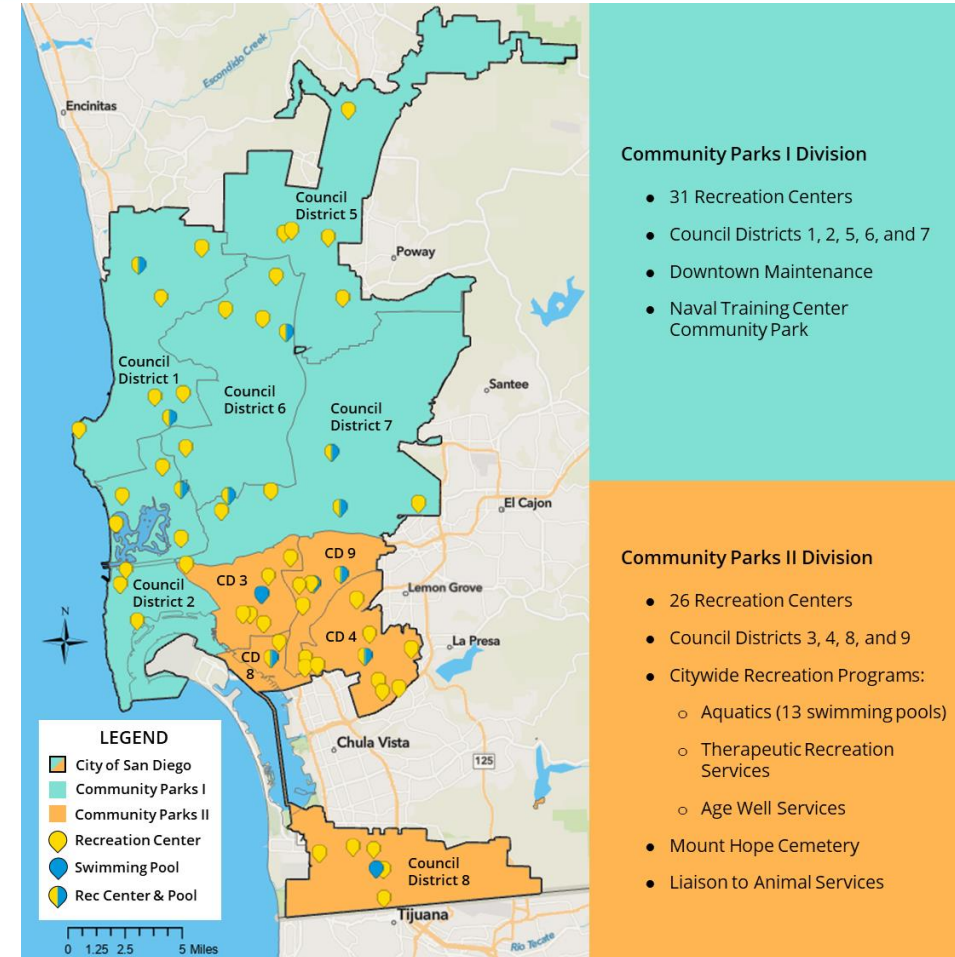 Escondido Creek
Encinitas
Council
District 5
Poway
Council
District 1
Council
District 6
Council
District 7
Santee
El Cajon
CD 9
CD 3
Lemon Grove
Council
District 2
CD 4
La Presa
CD
8
N
Chula Vista
125
LEGEND
City of San Diego
Community Parks I
Community Parks II
Recreation Center
Swimming Pool
Rec Center & Pool
Council
District 8
Tijuana
Río Tecate
0 1.25 2.5 5 Miles
Community Parks I Division
● 31 Recreation Centers
● Council Districts 1, 2, 5, 6, and 7
● Downtown Maintenance
● Naval Training Center
Community Park
Community Parks II Division
● 26 Recreation Centers
● Council Districts 3, 4, 8, and 9
● Citywide Recreation Programs:
○ Aquatics (13 swimming pools)
○ Therapeutic Recreation
Services
○ Age Well Services
● Mount Hope Cemetery
● Liaison to Animal Services